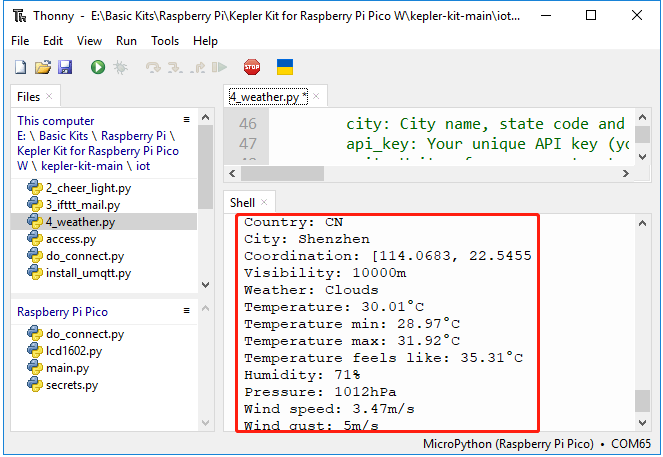 Thonny - E:\Basic Kits\Raspberry Pi\Kepler Kit for Raspberry Pi Pico W\kepler-kit-main\iot...
File Edit View Run Tools Help
STOP
Files
This computer
E: \ Basic Kits \ Raspberry Pi \
Kepler Kit for Raspberry Pi Pico
W \ kepler-kit-main \ iot
2_cheer_light.py
3_ifttt_mail.py
4_weather.py
access.py
do_connect.py
install_umqtt.py
Raspberry Pi Pico
do_connect.py
lcd1602.py
main.py
secrets.py
4_weather.py *
46 city: City name, state code and
47 api_key: Your unique API key (yo
Shell
Country: CN
City: Shenzhen
Coordination: [114.0683, 22.5455
Visibility: 10000m
Weather: Clouds
Temperature: 30.01°C
Temperature min: 28.97°C
Temperature max: 31.92°C
Temperature feels like: 35.31°C
Humidity: 71%
Pressure: 1012hPa
Wind speed: 3.47m/s
Wind gust: 5m/s
MicroPython (Raspberry Pi Pico) • COM65